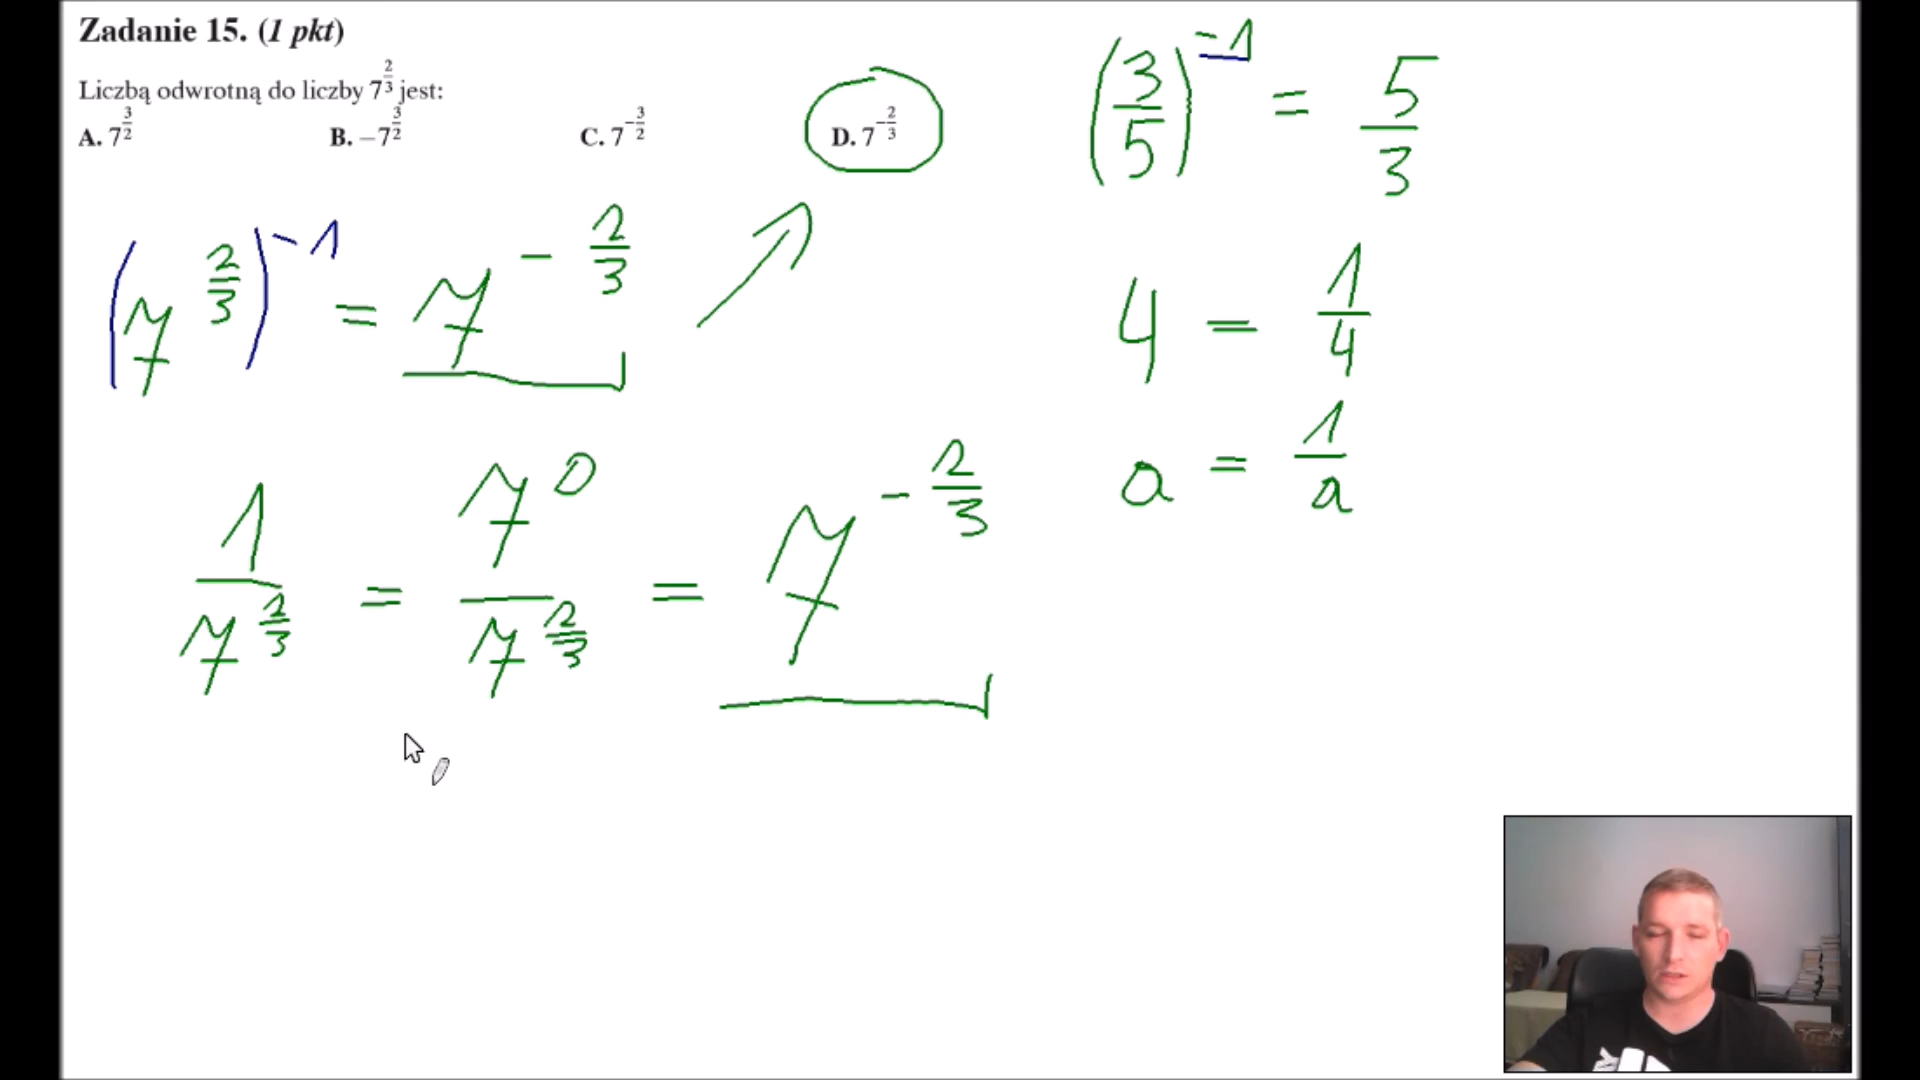 Zadanie 15. (1 pkt)
Liczbą odwrotną do liczby 7^{2/3} jest:
A. 7^{3/2} B. −7^{3/2} C. 7^{−3/2} D. 7^{−2/3}
(7^{2/3})^{−1} = 7^{−2/3}
1/7^{2/3} = 7^0/7^{2/3} = 7^{−2/3}
(3/5)^{−1} = 5/3
4 = 1/4
a = 1/a